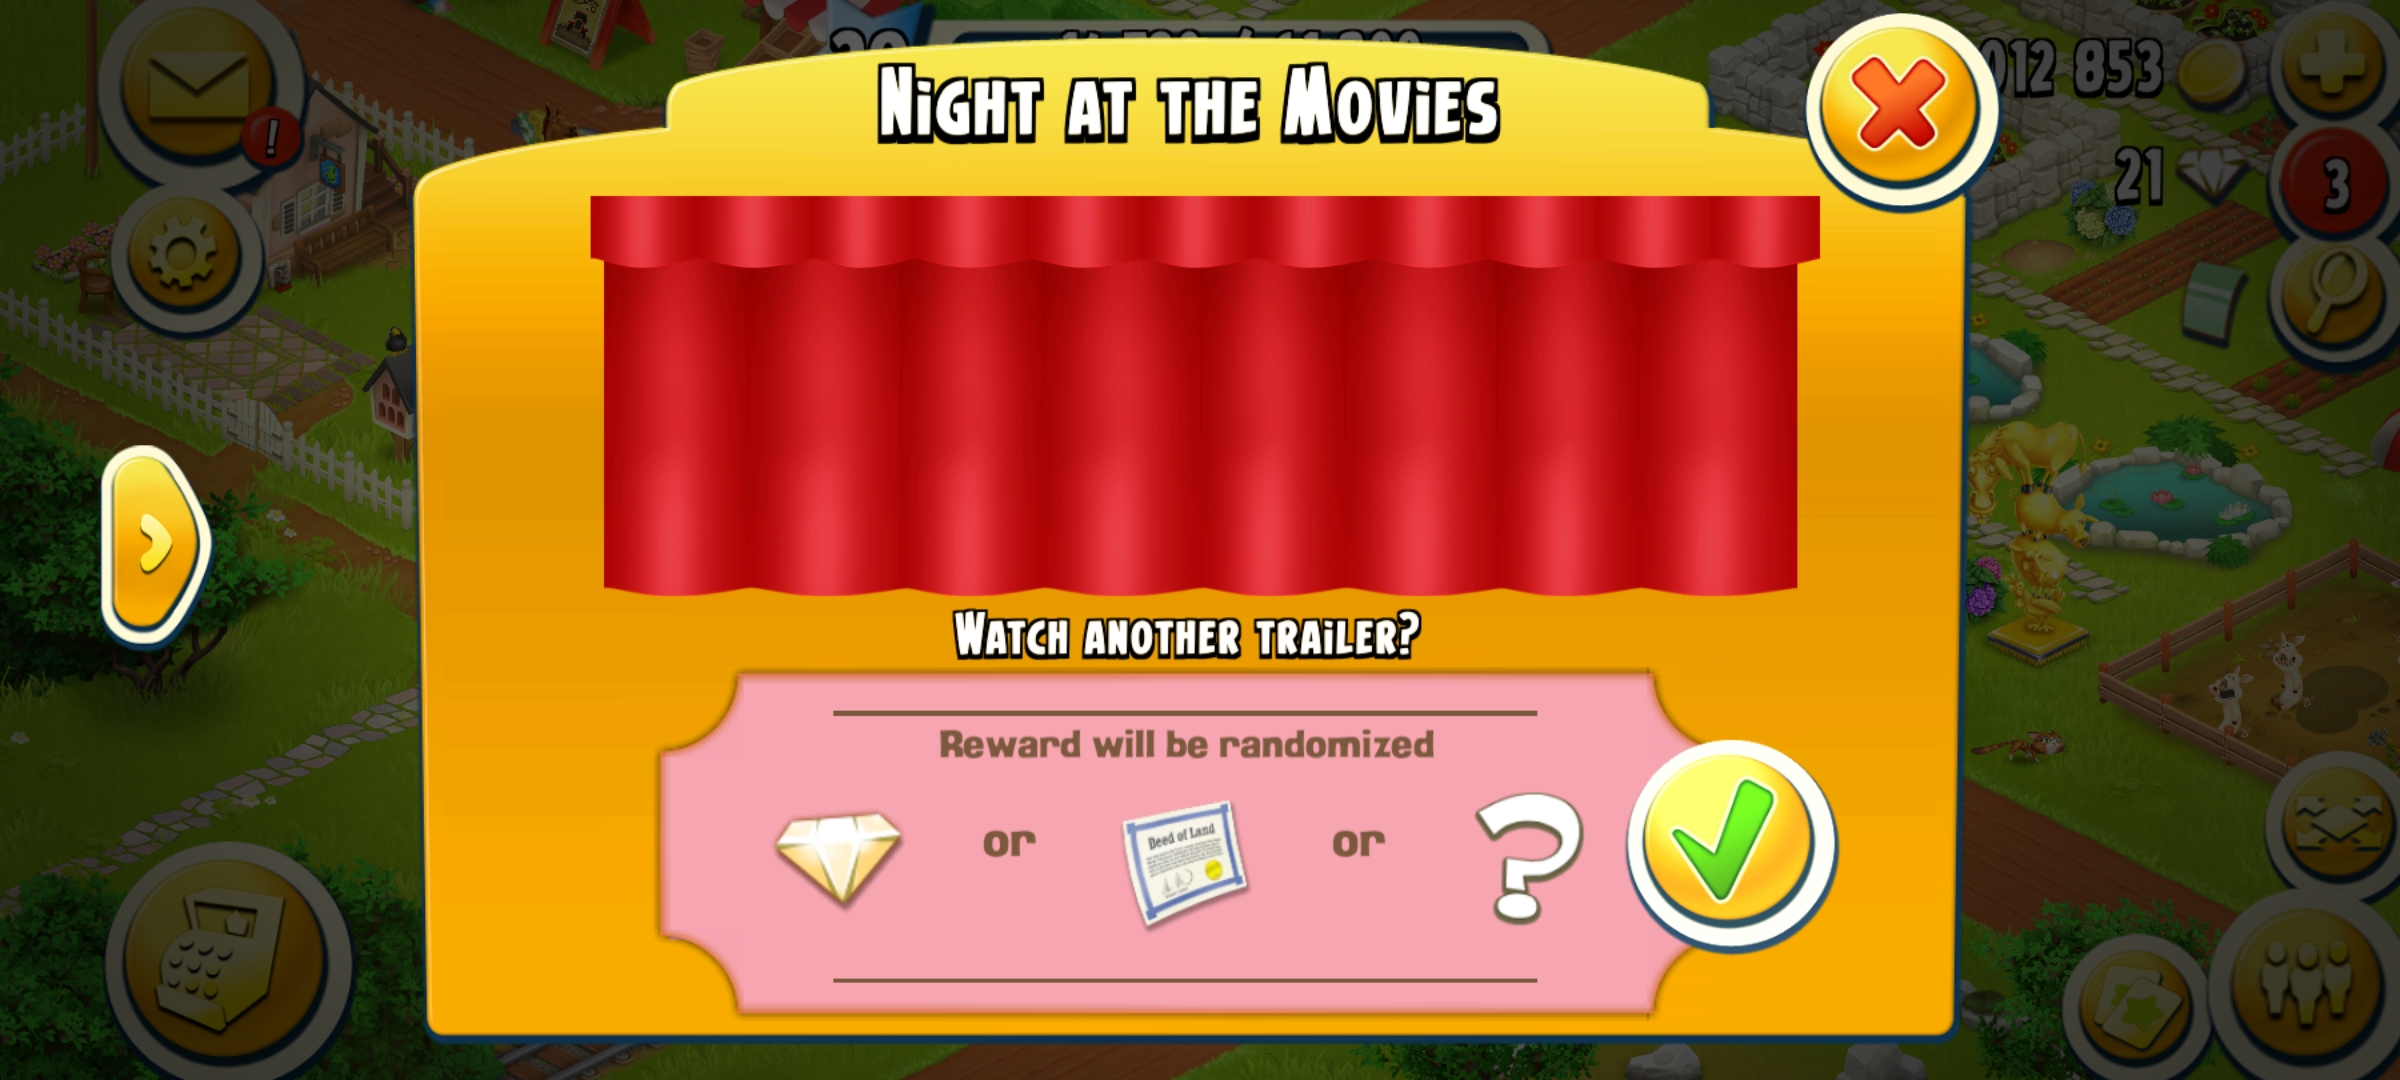 NiGHT AT THE MOViES
012 853
21
3
!
WATCH ANOTHER TRAiLER?
Reward will be randomized
or
Deed of Land
or
?